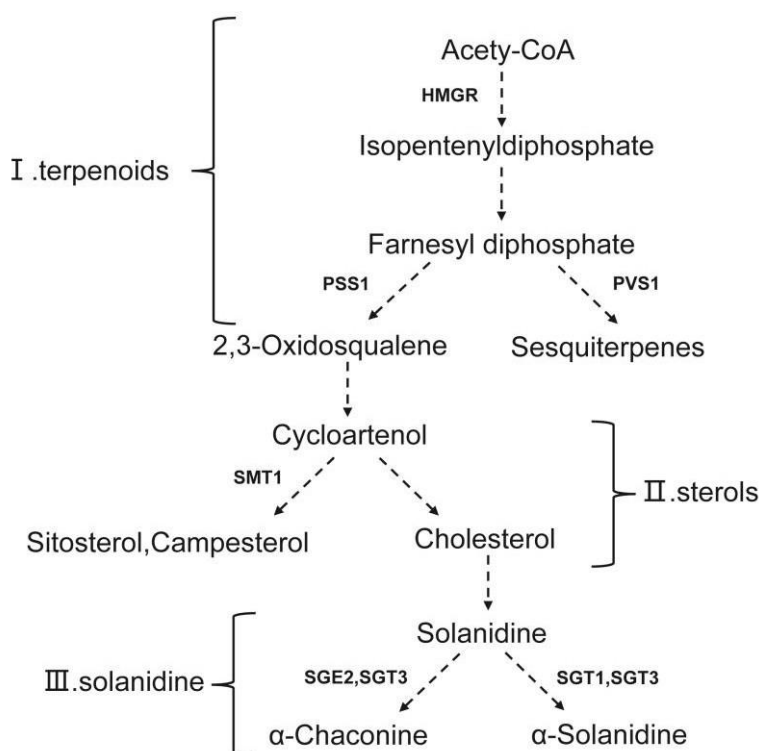 Acety-CoA
HMGR
Isopentenyldiphosphate
Ⅰ.terpenoids
Farnesyl diphosphate
PSS1
PVS1
2,3-Oxidosqualene
Sesquiterpenes
Cycloartenol
SMT1
Ⅱ.sterols
Sitosterol,Campesterol
Cholesterol
Solanidine
Ⅲ.solanidine
SGE2,SGT3
SGT1,SGT3
α-Chaconine
α-Solanidine